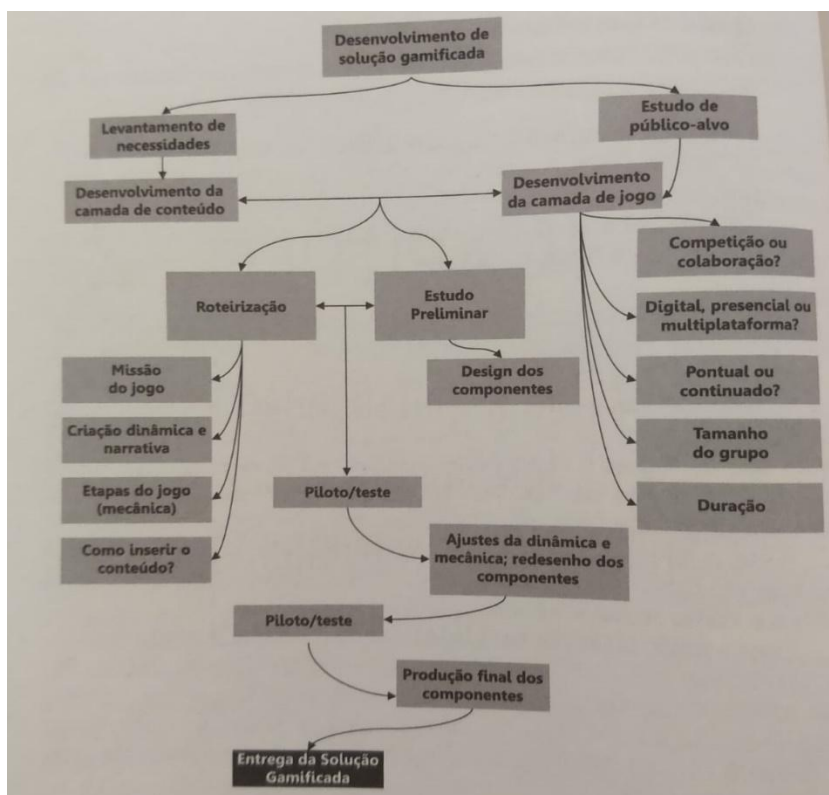 Desenvolvimento de
solução gamificada
Levantamento de
necessidades
Estudo de
público-alvo
Desenvolvimento da
camada de conteúdo
Desenvolvimento
da camada de jogo
Competição ou
colaboração?
Roteirização
Estudo
Preliminar
Digital, presencial ou
multiplataforma?
Missão
do jogo
Design dos
componentes
Pontual ou
continuado?
Criação dinâmica e
narrativa
Tamanho
do grupo
Etapas do jogo
(mecânica)
Piloto/teste
Duração
Como inserir o
conteúdo?
Ajustes da dinâmica e
mecânica; redesenho dos
componentes
Piloto/teste
Produção final dos
componentes
Entrega da Solução
Gamificada